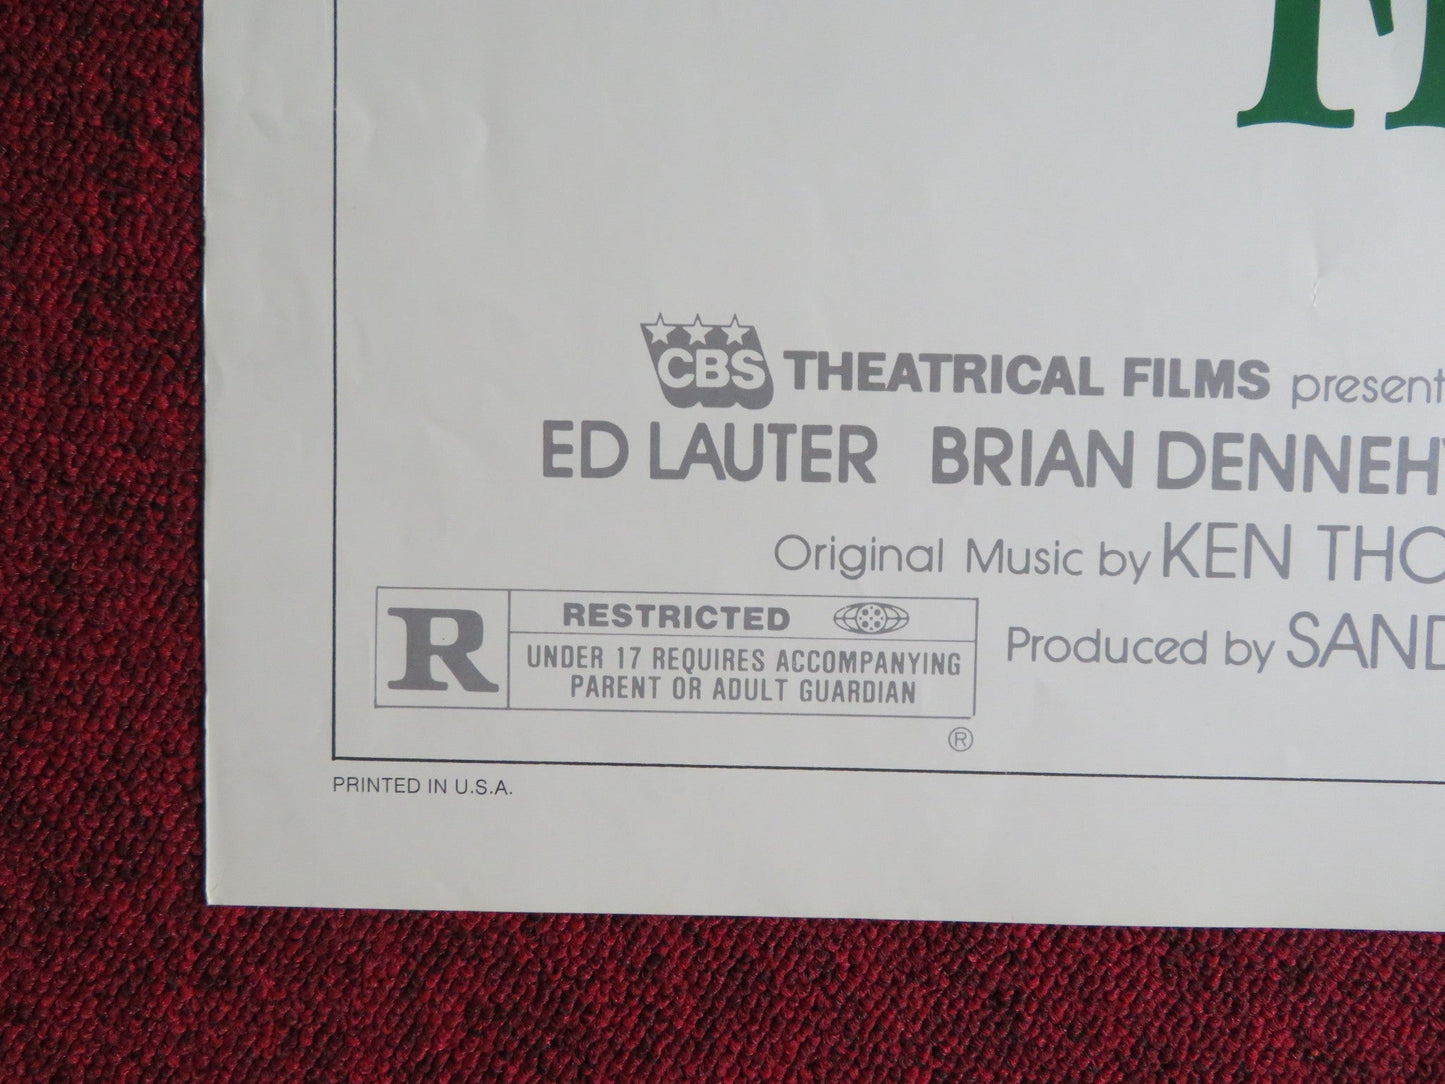 CBS THEATRICAL FILMS present
ED LAUTER BRIAN DENNEHY
Original Music by KEN THO
Produced by SAND
R RESTRICTED
UNDER 17 REQUIRES ACCOMPANYING
PARENT OR ADULT GUARDIAN
®
PRINTED IN U.S.A.